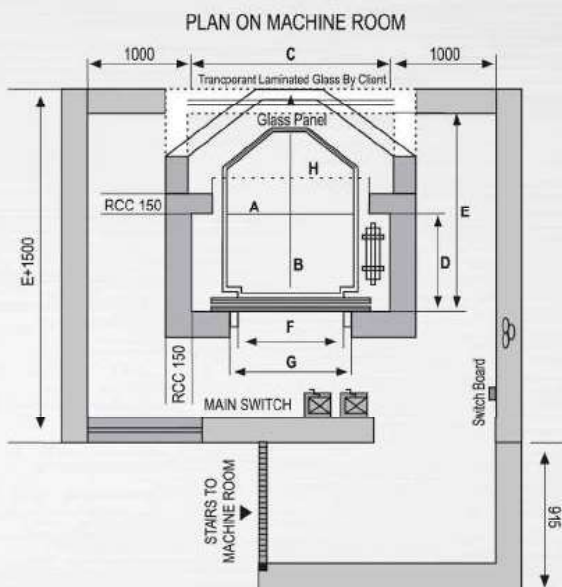 PLAN ON MACHINE ROOM
1000
C
1000
Trancperant Laminated Glass By Client
Glass Panel
H
RCC 150
A
E
E+1500
B
D
F
G
RCC 150
MAIN SWITCH
Switch Board
STAIRS TO
MACHINE ROOM
915